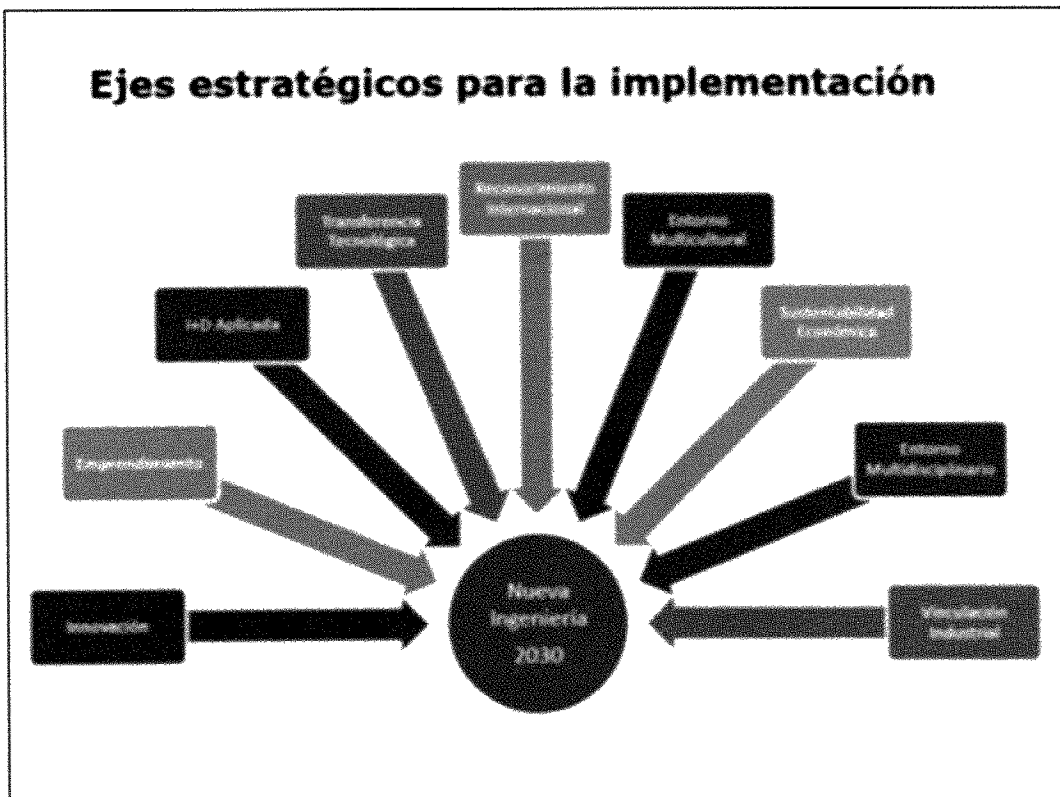 Ejes estratégicos para la implementación
Reconocimiento
Internacional
Transferencia
Tecnológica
Entorno
Multicultural
I+D Aplicada
Sustentabilidad
Económica
Emprendimiento
Entorno
Multidisciplinario
Innovación
Nueva
Ingeniería
2030
Vinculación
Industrial